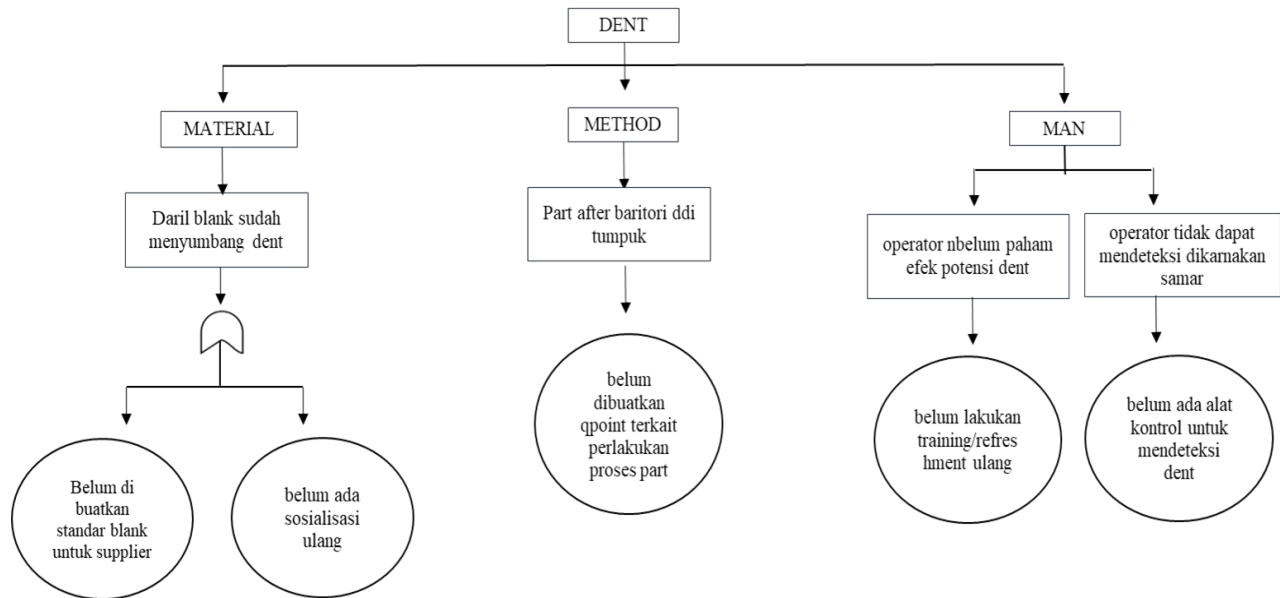 DENT
MATERIAL
METHOD
MAN
Daril blank sudah
menyumbang dent
Part after baritori ddi
tumpuk
operator nbelum paham
efek potensi dent
operator tidak dapat
mendeteksi dikarnakan
samar
Belum di
buatkan
standar blank
untuk supplier
belum ada
sosialisasi
ulang
belum
dibuatkan
qpoint terkait
perlakukan
proses part
belum lakukan
training/refres
hment ulang
belum ada alat
kontrol untuk
mendeteksi
dent